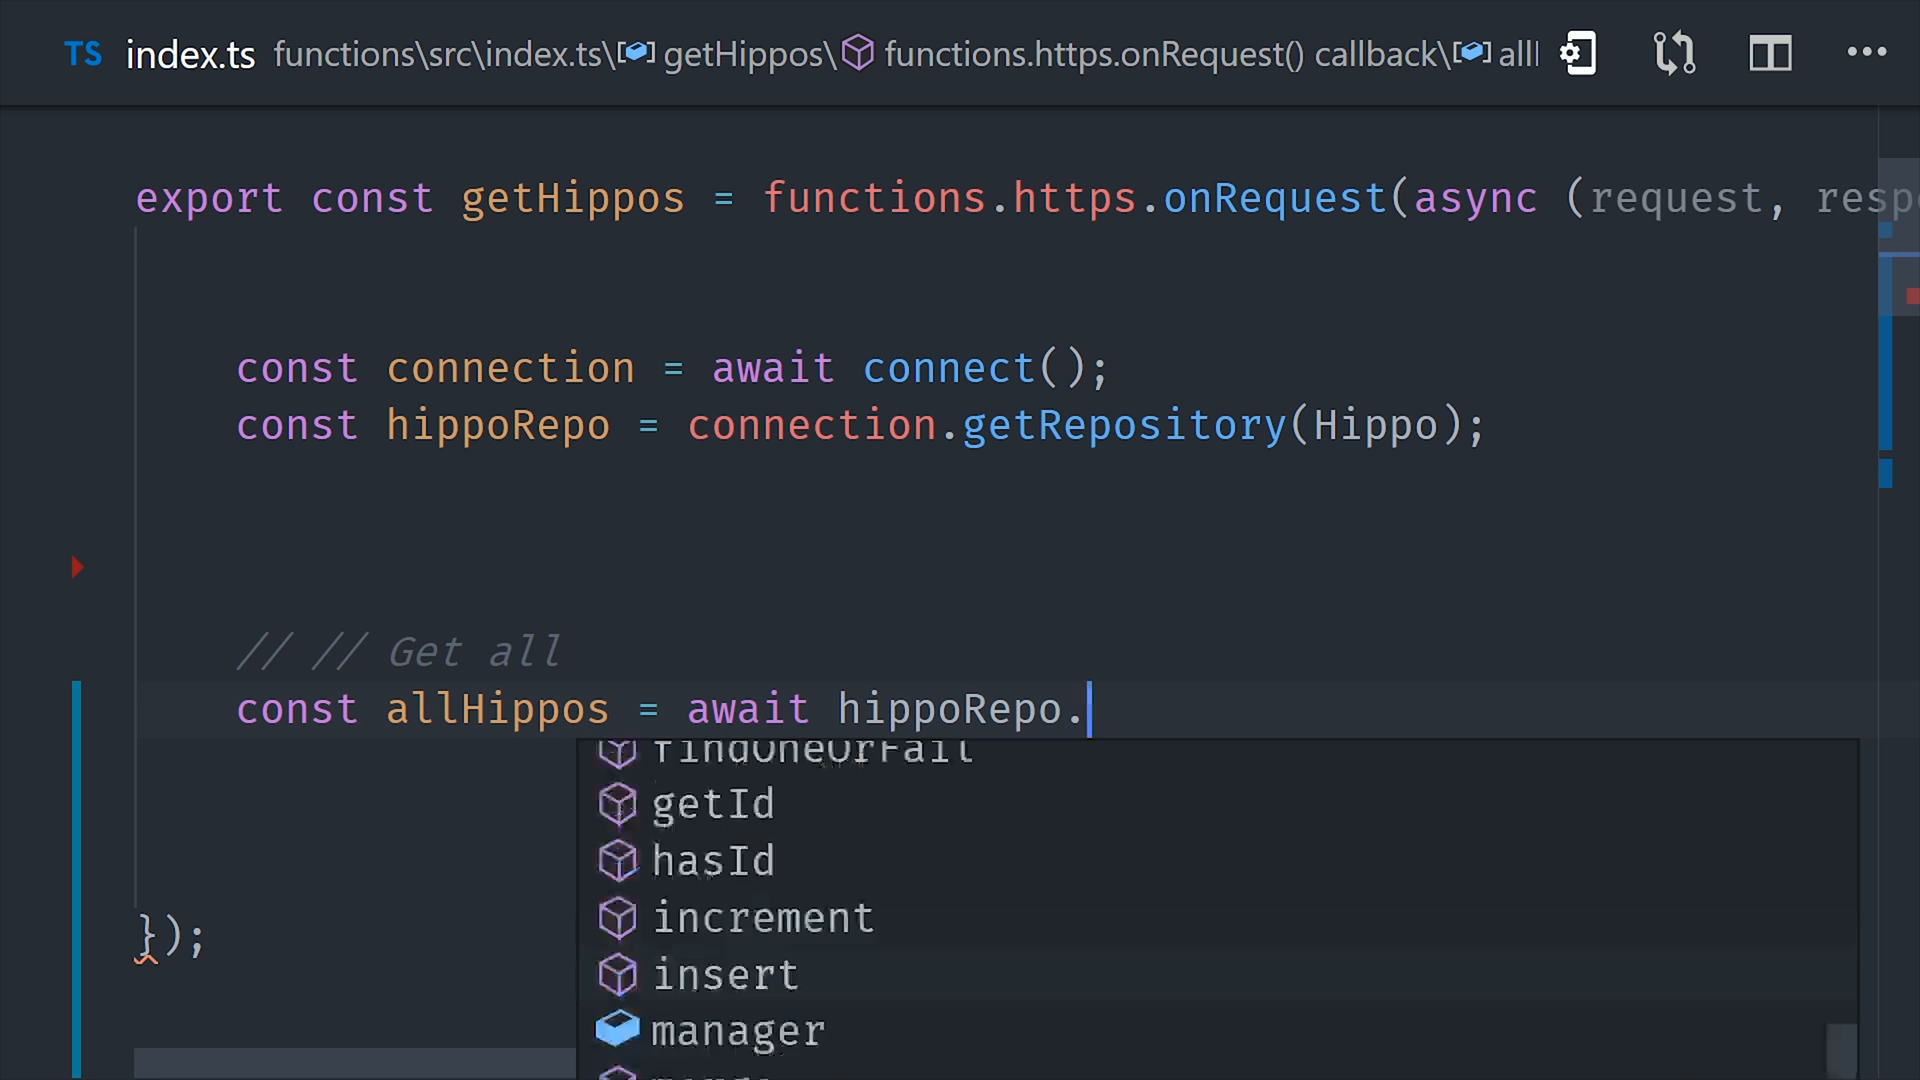 TS index.ts functions\src\index.ts\ getHippos\ functions.https.onRequest() callback\ all
export const getHippos = functions.https.onRequest(async (request, resp
const connection = await connect();
const hippoRepo = connection.getRepository(Hippo);
// // Get all
const allHippos = await hippoRepo.
findOneOrFail
getId
hasId
increment
insert
manager
});